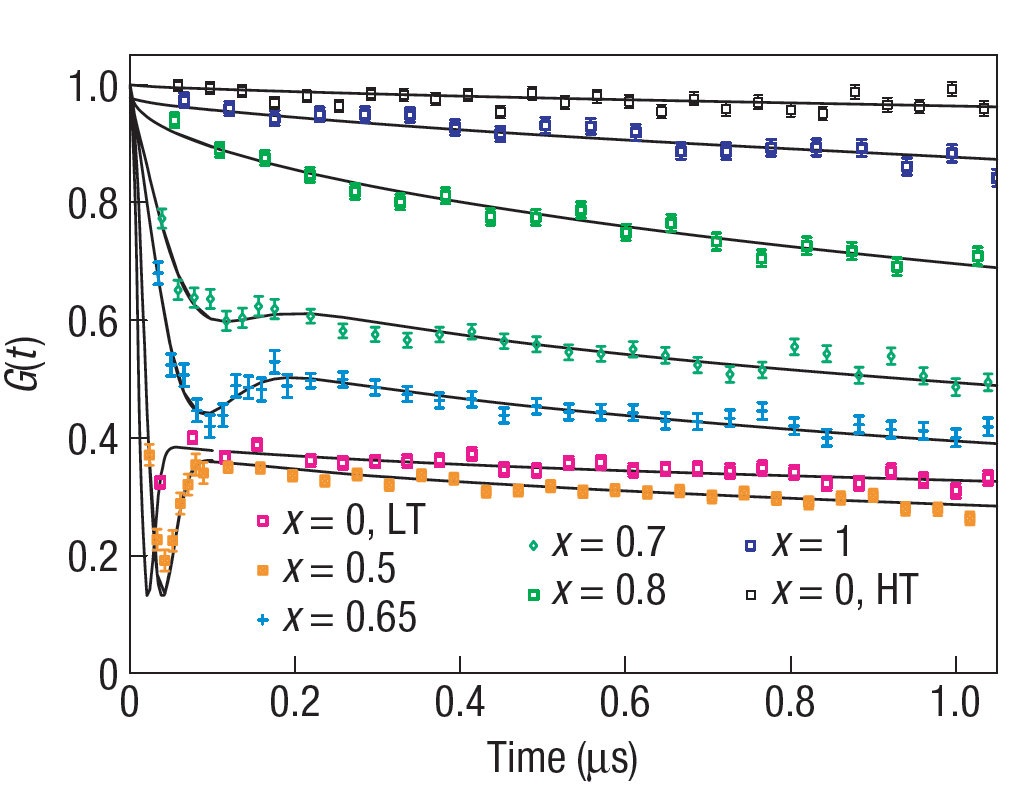 G(t)
1.0
0.8
0.6
0.4
0.2
0
0 0.2 0.4 0.6 0.8 1.0
Time (μs)
x = 0, LT
x = 0.5
x = 0.65
x = 0.7
x = 0.8
x = 1
x = 0, HT